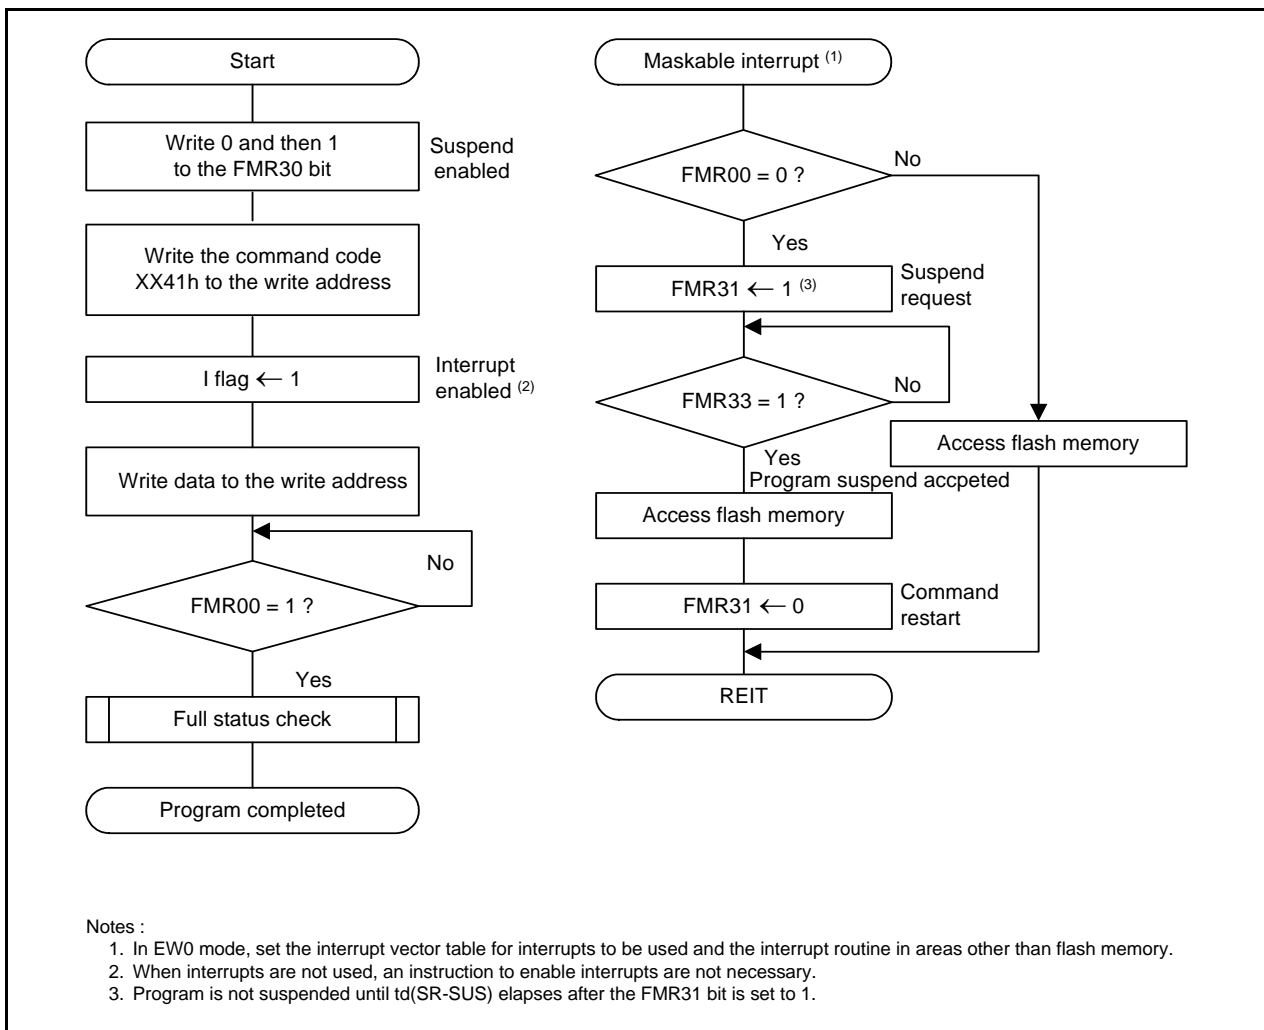 Start
Write 0 and then 1
to the FMR30 bit
Suspend
enabled
Write the command code
XX41h to the write address
I flag ← 1
Interrupt
enabled (2)
Write data to the write address
No
FMR00 = 1 ?
Yes
Full status check
Program completed
Maskable interrupt (1)
No
FMR00 = 0 ?
Yes
FMR31 ← 1 (3)
Suspend
request
No
FMR33 = 1 ?
Yes
Program suspend accpeted
Access flash memory
Access flash memory
FMR31 ← 0
Command
restart
REIT
Notes :
1. In EW0 mode, set the interrupt vector table for interrupts to be used and the interrupt routine in areas other than flash memory.
2. When interrupts are not used, an instruction to enable interrupts are not necessary.
3. Program is not suspended until td(SR-SUS) elapses after the FMR31 bit is set to 1.